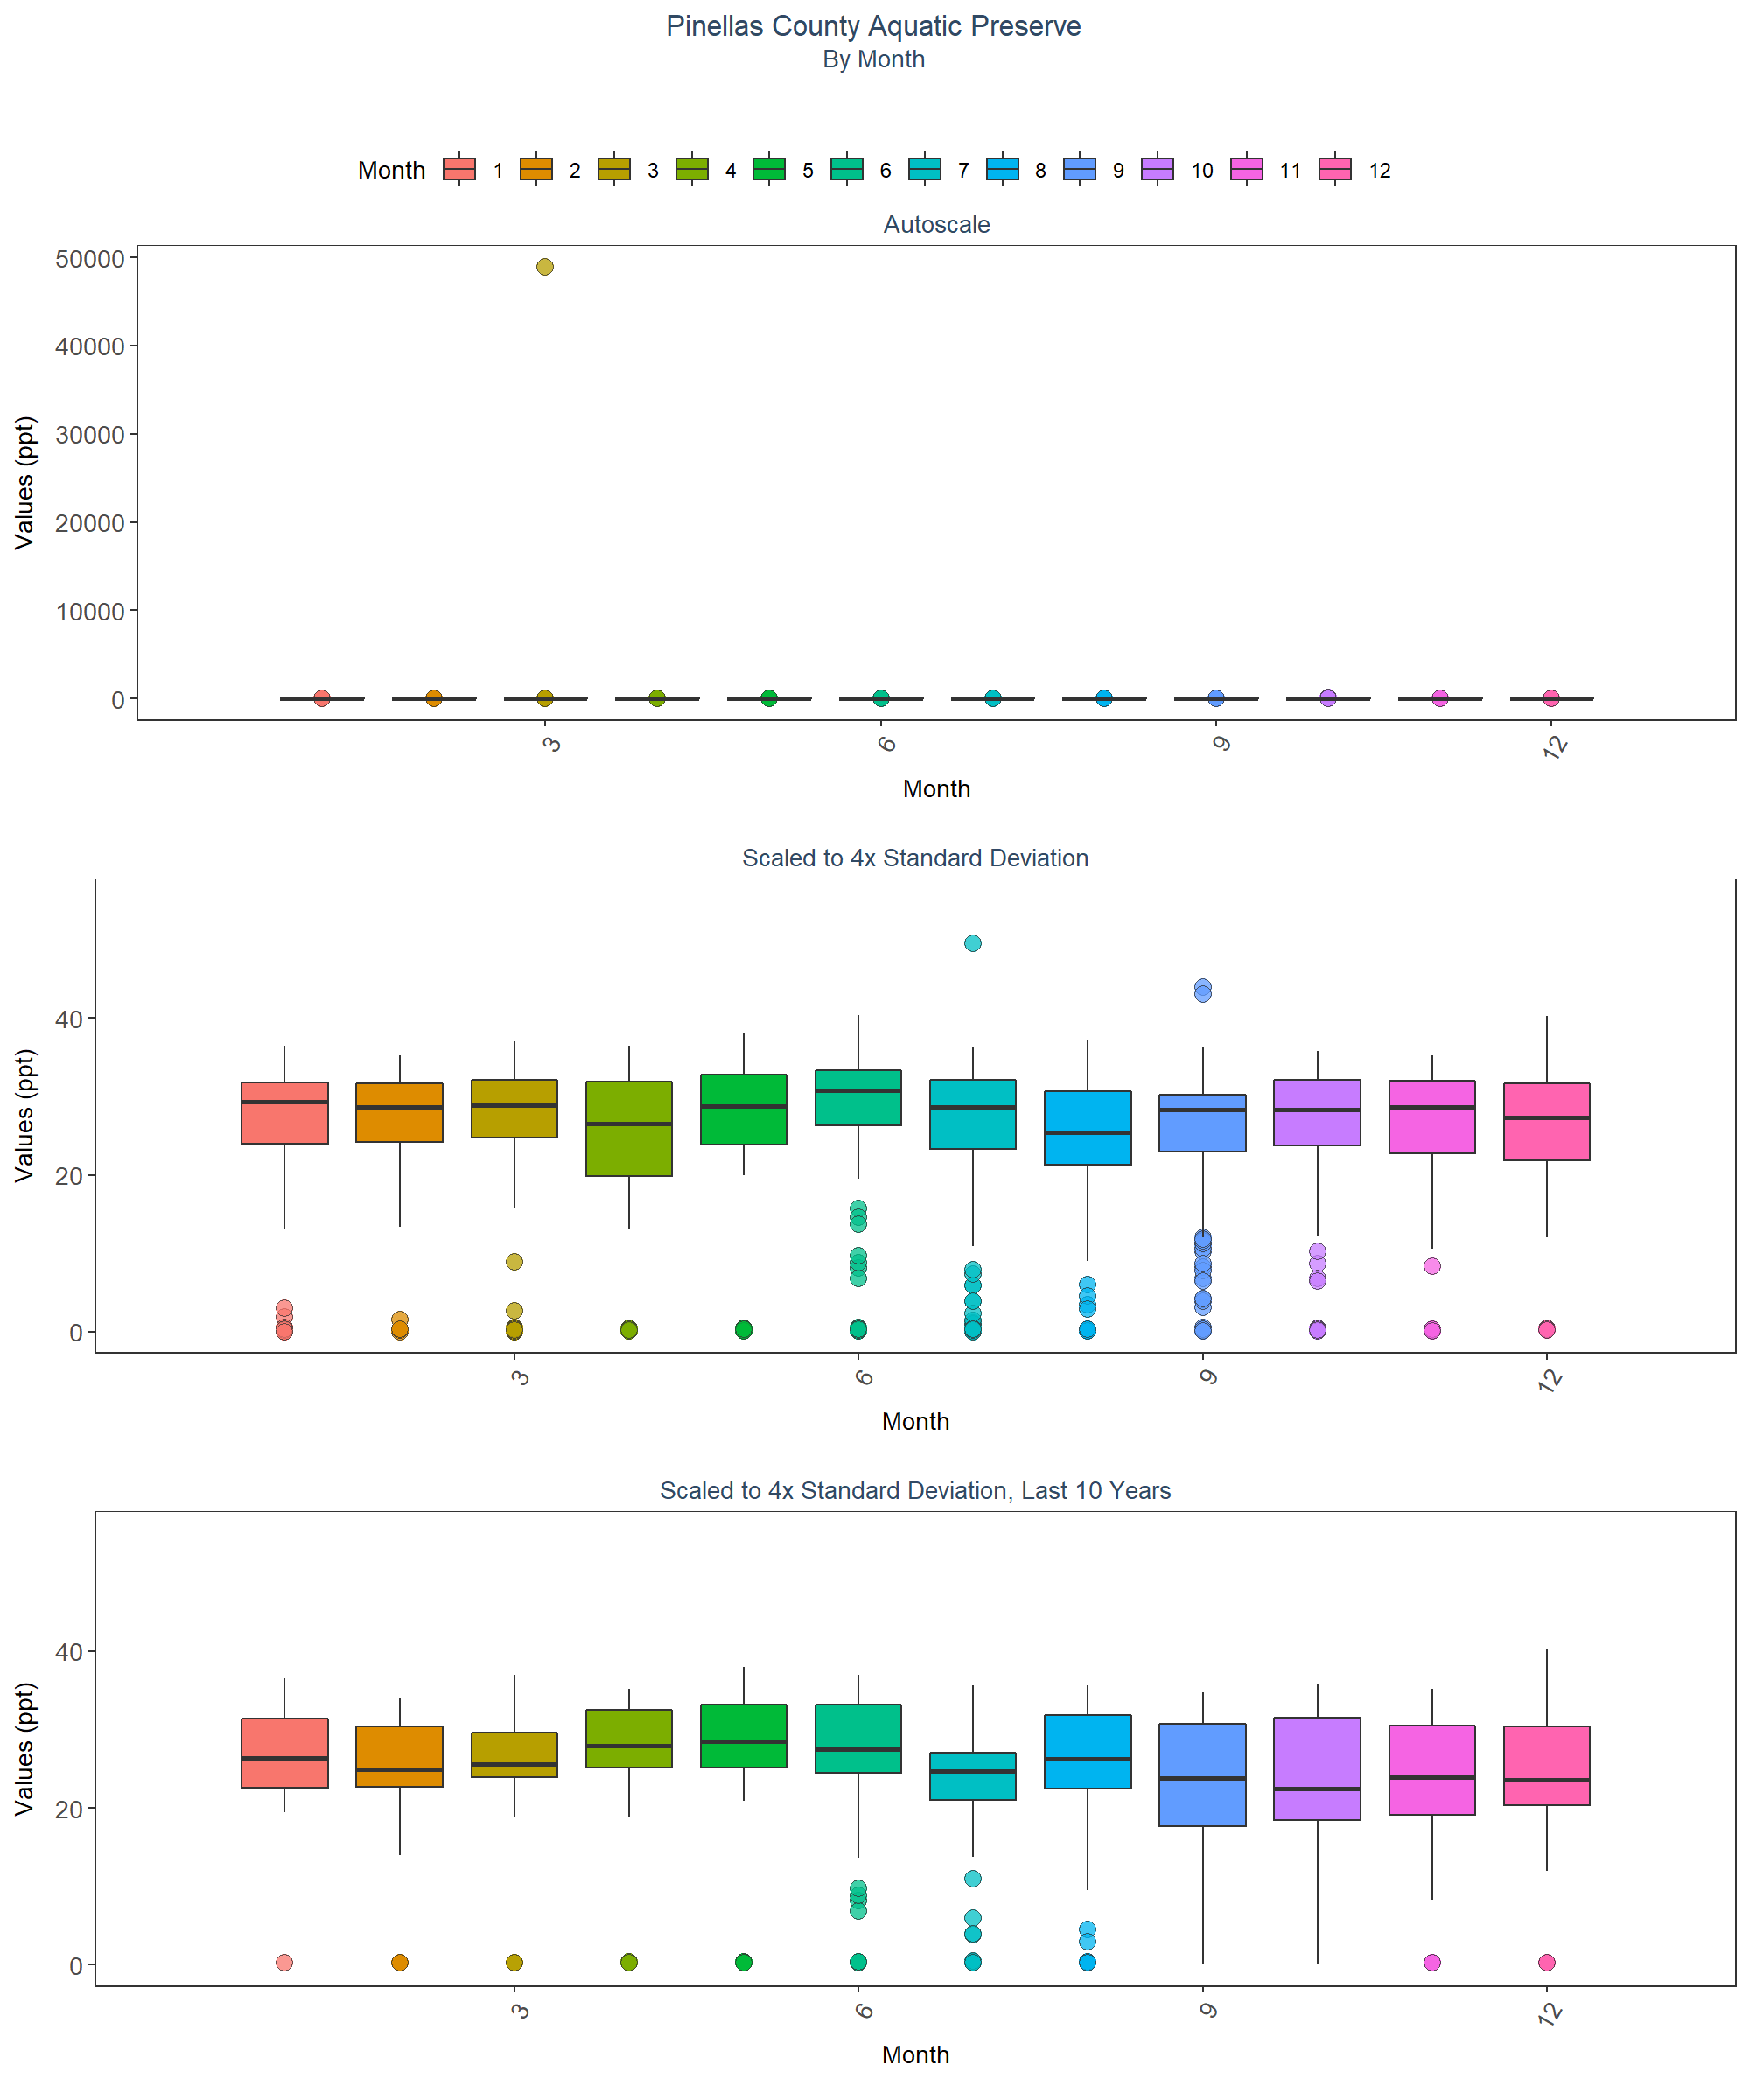 Pinellas County Aquatic Preserve
By Month
Month 1 2 3 4 5 6 7 8 9 10 11 12
Autoscale
50000
40000
30000
20000
10000
0
Values (ppt)
3 6 9 12
Month
Scaled to 4x Standard Deviation
40
20
0
Values (ppt)
3 6 9 12
Month
Scaled to 4x Standard Deviation, Last 10 Years
40
20
0
Values (ppt)
3 6 9 12
Month